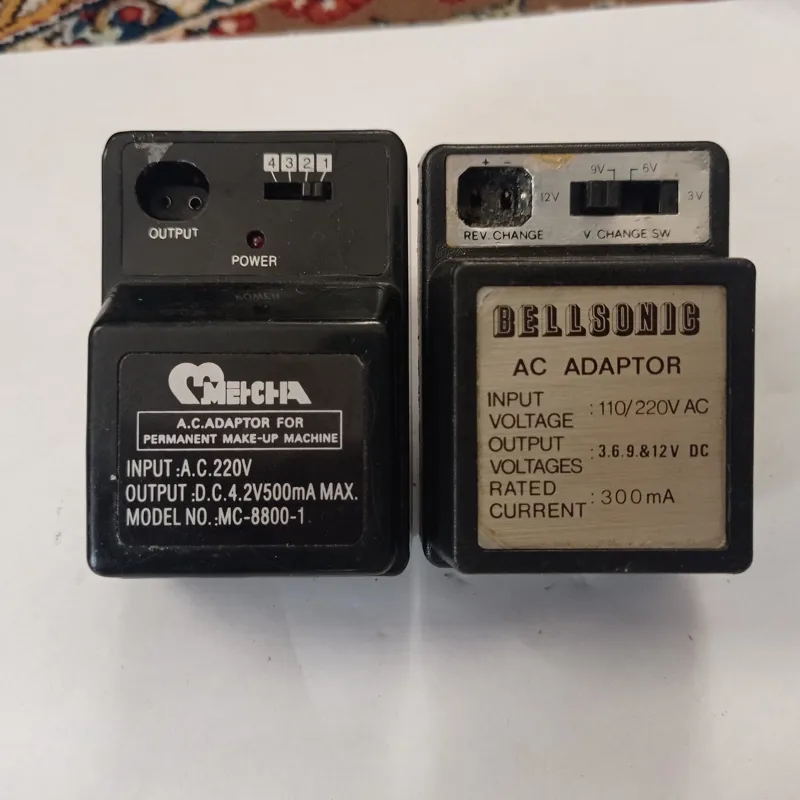 4 3 2 1
OUTPUT
POWER
MEI-CHA
A.C.ADAPTOR FOR
PERMANENT MAKE-UP MACHINE
INPUT :A.C.220V
OUTPUT :D.C.4.2V500mA MAX.
MODEL NO.:MC-8800-1
+ −
9V 6V
12V 3V
REV. CHANGE V. CHANGE SW
BELLSONIC
AC ADAPTOR
INPUT
VOLTAGE : 110/220V AC
OUTPUT
VOLTAGES : 3.6.9.&12V DC
RATED
CURRENT : 300mA